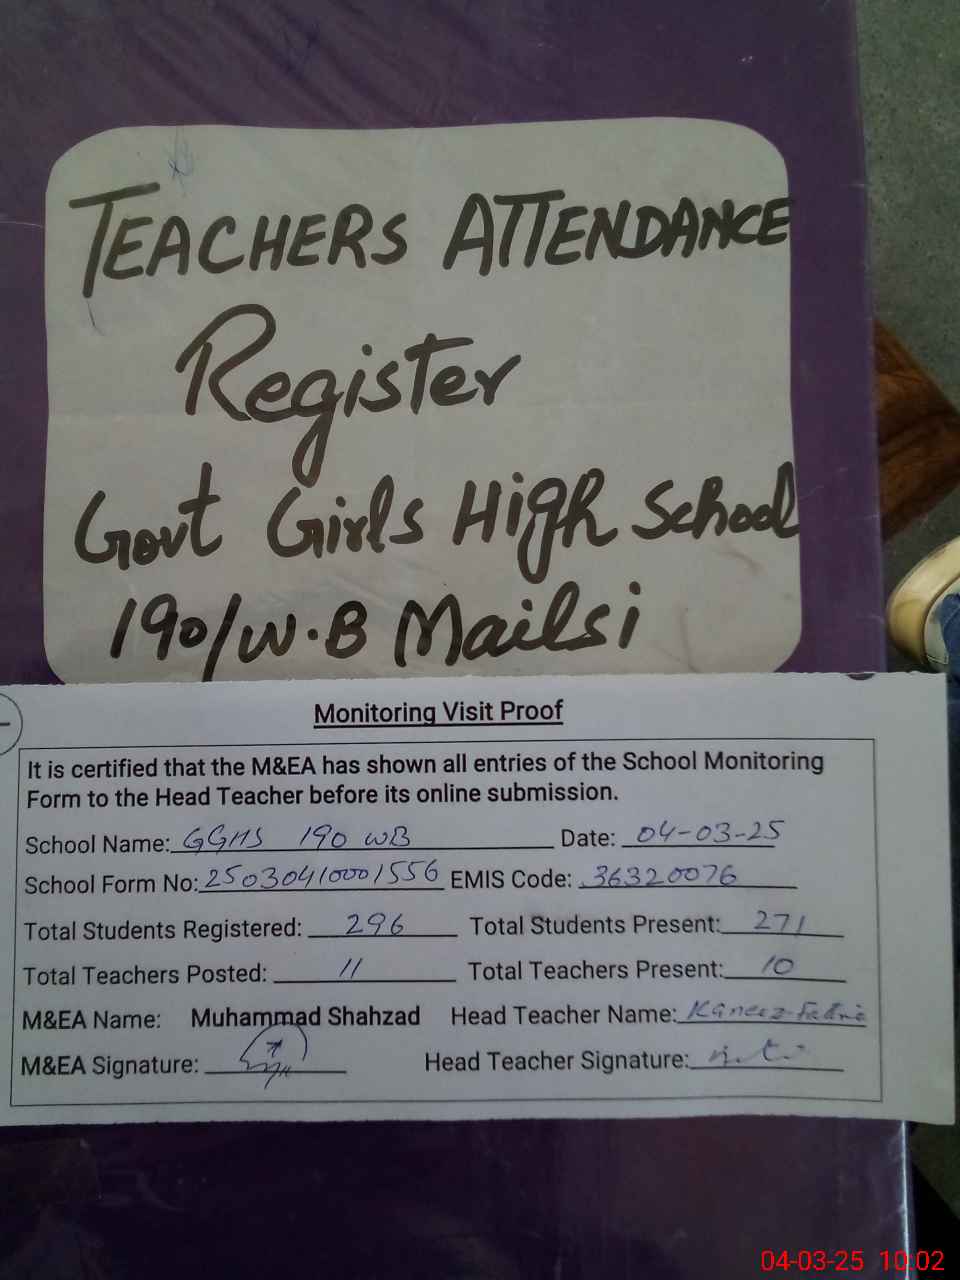 TEACHERS ATTENDANCE
Register
Govt Girls High School
190/W.B Mailsi
Monitoring Visit Proof
It is certified that the M&EA has shown all entries of the School Monitoring
Form to the Head Teacher before its online submission.
School Name: GGHS 190 WB Date: 04-03-25
School Form No: 25030410001556 EMIS Code: 36320076
Total Students Registered: 296 Total Students Present: 271
Total Teachers Posted: 11 Total Teachers Present: 10
M&EA Name: Muhammad Shahzad Head Teacher Name: Kaneez
M&EA Signature: Head Teacher Signature:
04-03-25 10:02